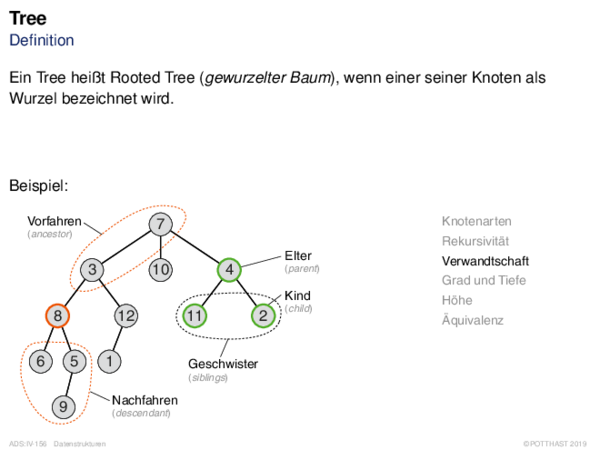 Tree
Definition
Ein Tree heißt Rooted Tree (gewurzelter Baum), wenn einer seiner Knoten als
Wurzel bezeichnet wird.
Beispiel:
Vorfahren
(ancestor)
7
3
10
4
Elter
(parent)
Kind
(child)
8
12
11
2
Geschwister
(siblings)
6
5
1
9
Nachfahren
(descendant)
Knotenarten
Rekursivität
Verwandtschaft
Grad und Tiefe
Höhe
Äquivalenz
ADS:IV-156 Datenstrukturen
© POTTHAST 2019